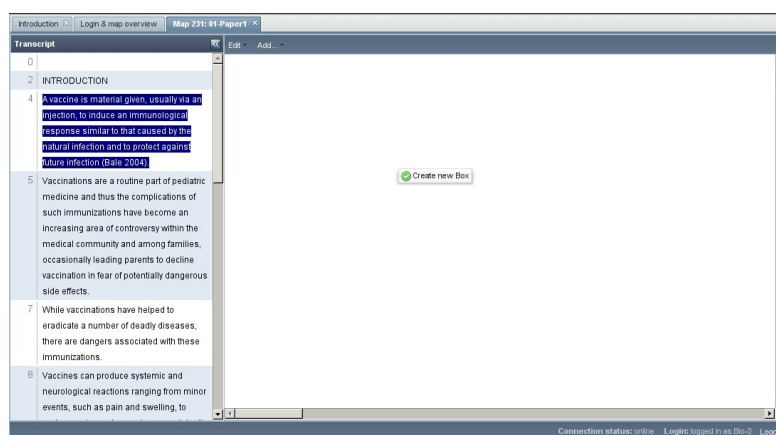 Introduction
Login & map overview
Map 231: 01-Paper1
Transcript
Edit
Add...
0
2 INTRODUCTION
4 A vaccine is material given, usually via an
injection, to induce an immunological
response similar to that caused by the
natural infection and to protect against
future infection (Bale 2004).
5 Vaccinations are a routine part of pediatric
medicine and thus the complications of
such immunizations have become an
increasing area of controversy within the
medical community and among families,
occasionally leading parents to decline
vaccination in fear of potentially dangerous
side effects.
7 While vaccinations have helped to
eradicate a number of deadly diseases,
there are dangers associated with these
immunizations.
8 Vaccines can produce systemic and
neurological reactions ranging from minor
events, such as pain and swelling, to
Create new Box
Connection status: online Login: logged in as Bio-0